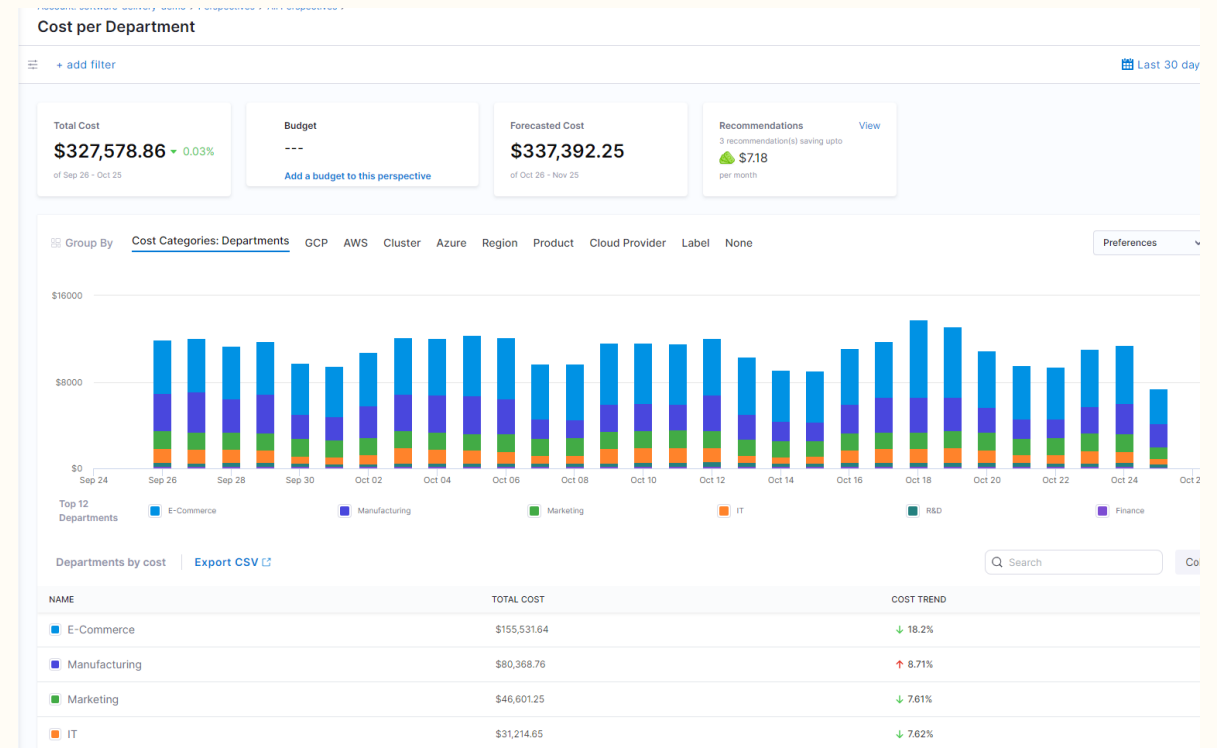 Cost per Department
+ add filter
Last 30 day
Total Cost
$327,578.86 0.03%
of Sep 26 - Oct 25
Budget
---
Add a budget to this perspective
Forecasted Cost
$337,392.25
of Oct 26 - Nov 25
Recommendations View
3 recommendation(s) saving upto
$7.18
per month
Group By Cost Categories: Departments GCP AWS Cluster Azure Region Product Cloud Provider Label None
Preferences
$16000
$8000
$0
Sep 24 Sep 26 Sep 28 Sep 30 Oct 02 Oct 04 Oct 06 Oct 08 Oct 10 Oct 12 Oct 14 Oct 16 Oct 18 Oct 20 Oct 22 Oct 24 Oct 2
Top 12
Departments
E-Commerce Manufacturing Marketing IT R&D Finance
Departments by cost Export CSV
Search
Co
NAME TOTAL COST COST TREND
E-Commerce $155,531.64 18.2%
Manufacturing $80,368.76 8.71%
Marketing $46,601.25 7.61%
IT $31,214.65 7.62%